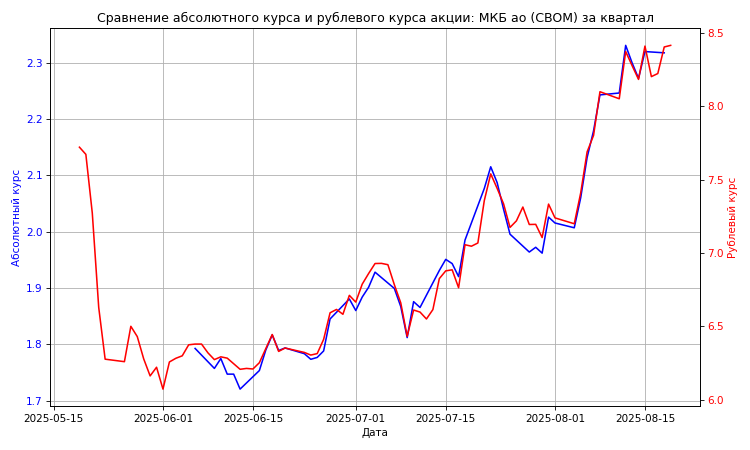 Сравнение абсолютного курса и рублевого курса акции: МКБ ао (CBOM) за квартал
Абсолютный курс
2.3
2.2
2.1
2.0
1.9
1.8
1.7
8.5
8.0
7.5
7.0
6.5
6.0
Рублевый курс
2025-05-15 2025-06-01 2025-06-15 2025-07-01 2025-07-15 2025-08-01 2025-08-15
Дата